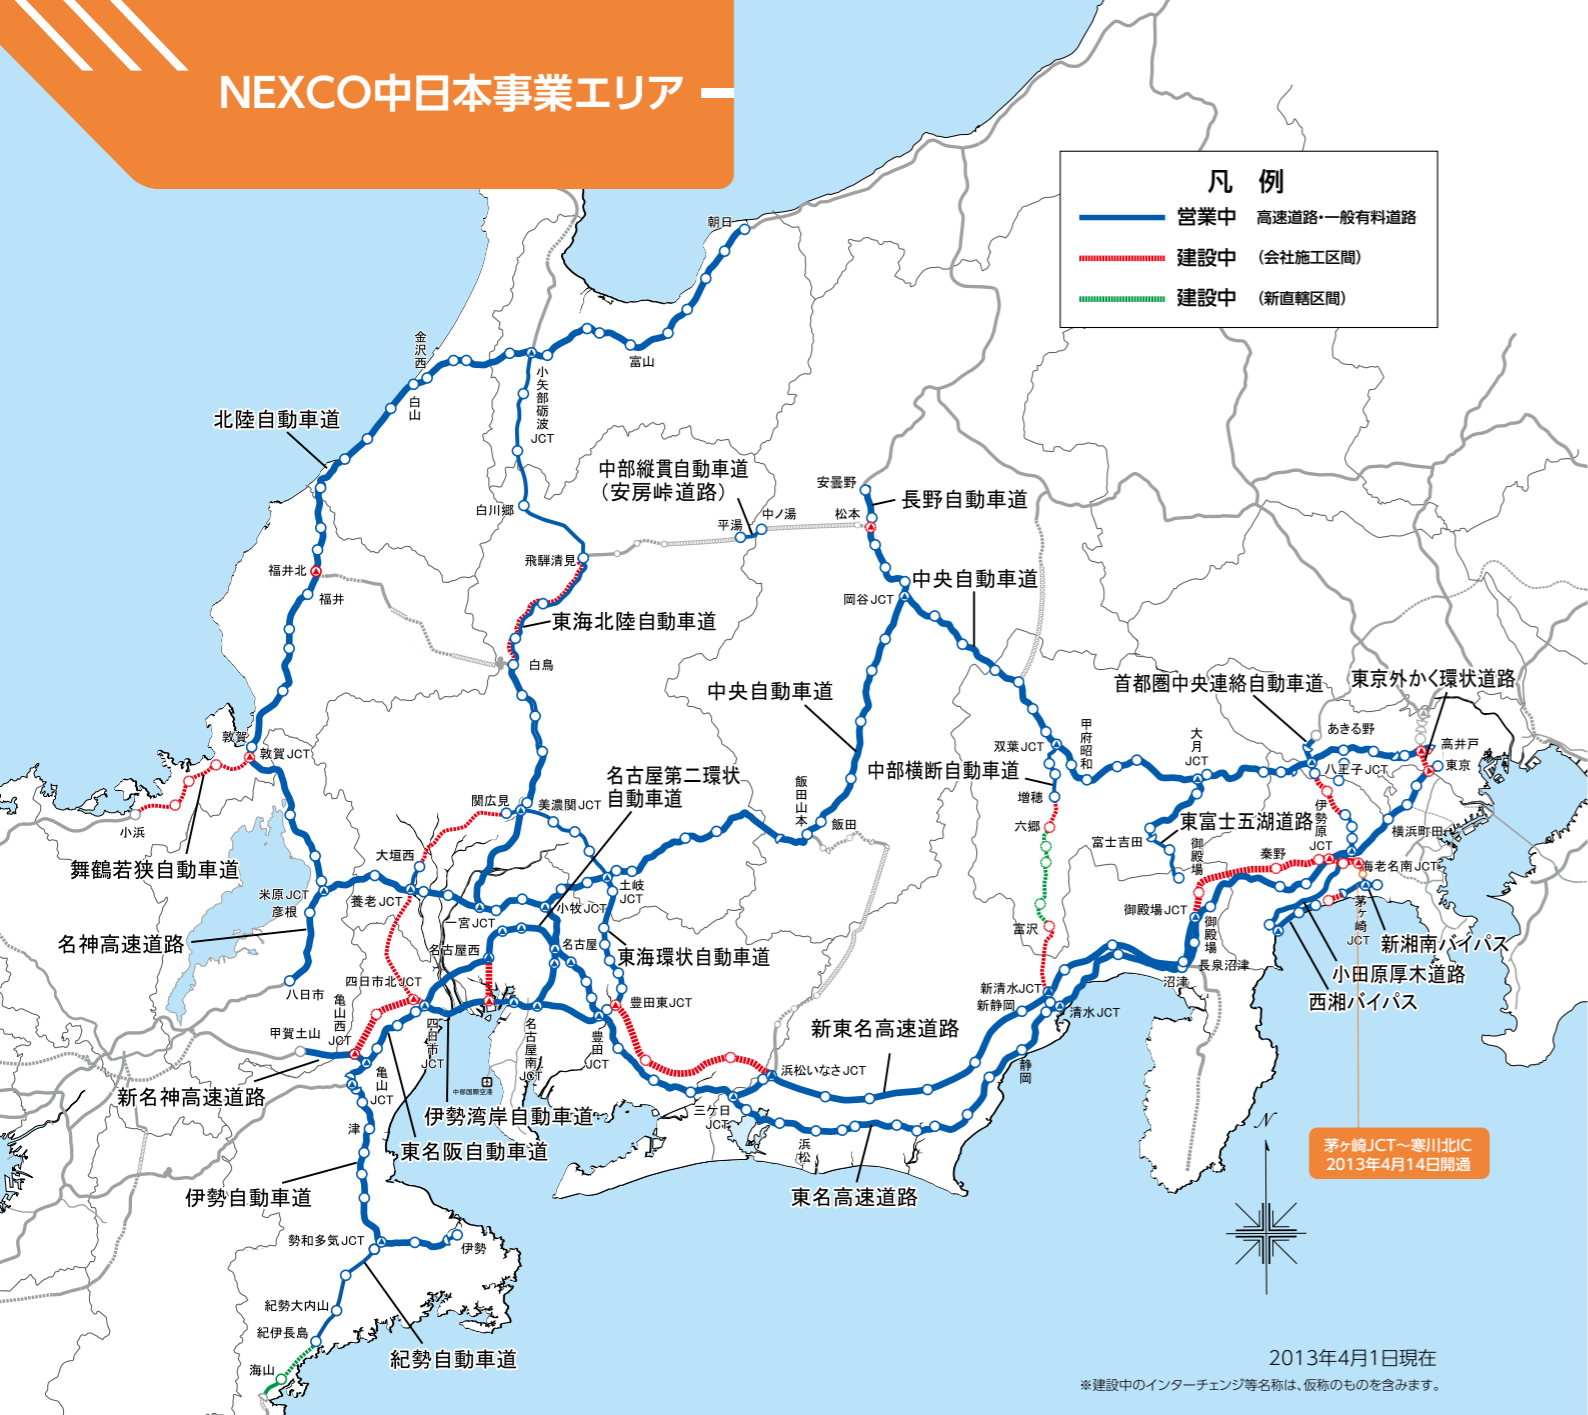 NEXCO中日本事業エリア
凡 例
営業中 高速道路・一般有料道路
建設中 (会社施工区間)
建設中 (新直轄区間)
朝日
金沢西
白山
小矢部砺波JCT
富山
北陸自動車道
中部縦貫自動車道
(安房峠道路)
安曇野
長野自動車道
白川郷
平湯
中ノ湯
松本
飛騨清見
福井北
福井
岡谷JCT
中央自動車道
東海北陸自動車道
白鳥
中央自動車道
首都圏中央連絡自動車道
東京外かく環状道路
敦賀
敦賀JCT
双葉JCT
甲府昭和
大月JCT
あきる野
高井戸
東京
八王子JCT
中部横断自動車道
名古屋第二環状
自動車道
増穂
六郷
小浜
関広見
美濃関JCT
飯田山本
飯田
富士吉田
東富士五湖道路
伊勢原JCT
横浜町田
舞鶴若狭自動車道
大垣西
御殿場
秦野
海老名南JCT
米原JCT
彦根
養老JCT
一宮JCT
小牧JCT
土岐JCT
御殿場JCT
御殿場
茅ヶ崎JCT
名神高速道路
名古屋西
名古屋
東海環状自動車道
富沢
新湘南バイパス
小田原厚木道路
西湘バイパス
長泉沼津
沼津
八日市
四日市北JCT
亀山西JCT
豊田東JCT
新清水JCT
新静岡
清水JCT
甲賀土山
四日市JCT
名古屋南JCT
豊田JCT
新東名高速道路
静岡
新名神高速道路
亀山JCT
中部国際空港
浜松いなさJCT
伊勢湾岸自動車道
三ケ日JCT
津
東名阪自動車道
浜松
N
茅ヶ崎JCT〜寒川北IC
2013年4月14日開通
伊勢自動車道
東名高速道路
勢和多気JCT
伊勢
紀勢大内山
紀伊長島
紀勢自動車道
海山
2013年4月1日現在
※建設中のインターチェンジ等名称は、仮称のものを含みます。